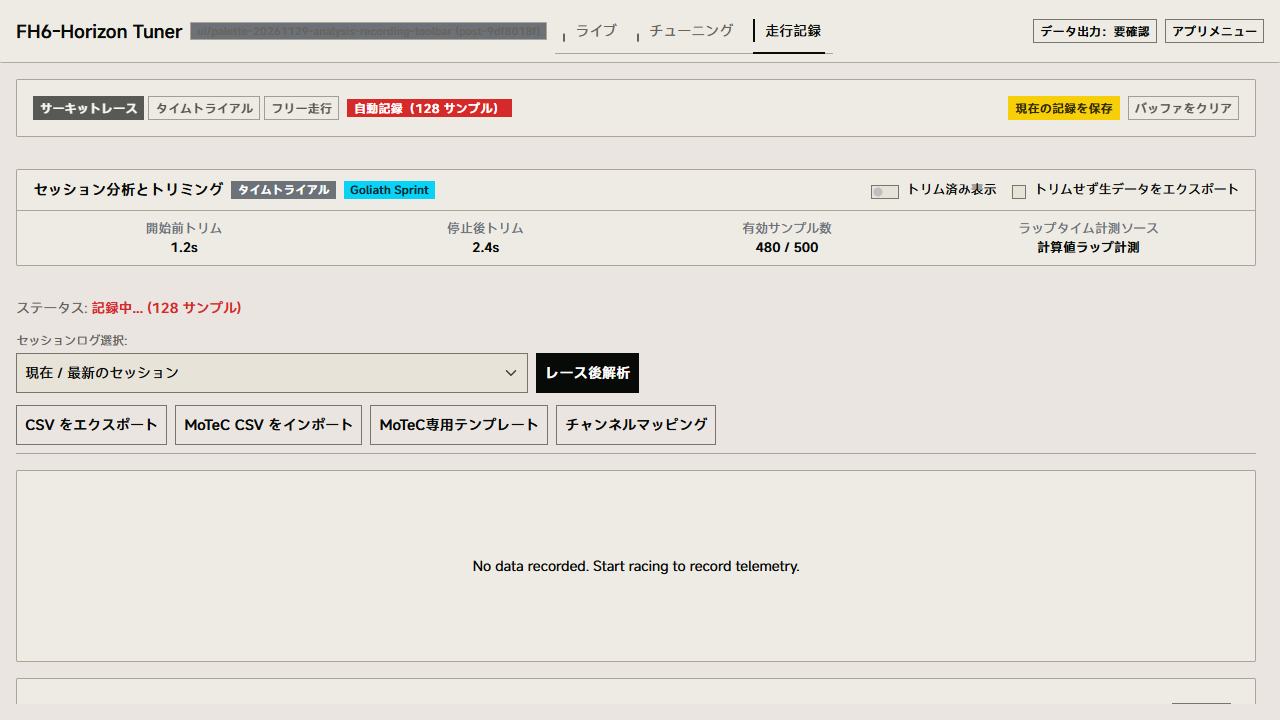 FH6-Horizon Tuner
ライブ
チューニング
走行記録
データ出力: 要確認
アプリメニュー
サーキットレース
タイムトライアル
フリー走行
自動記録（128 サンプル）
現在の記録を保存
バッファをクリア
セッション分析とトリミング
タイムトライアル
Goliath Sprint
トリム済み表示
トリムせず生データをエクスポート
開始前トリム
1.2s
停止後トリム
2.4s
有効サンプル数
480 / 500
ラップタイム計測ソース
計算値ラップ計測
ステータス: 記録中... (128 サンプル)
セッションログ選択:
現在 / 最新のセッション
レース後解析
CSV をエクスポート
MoTeC CSV をインポート
MoTeC専用テンプレート
チャンネルマッピング
No data recorded. Start racing to record telemetry.